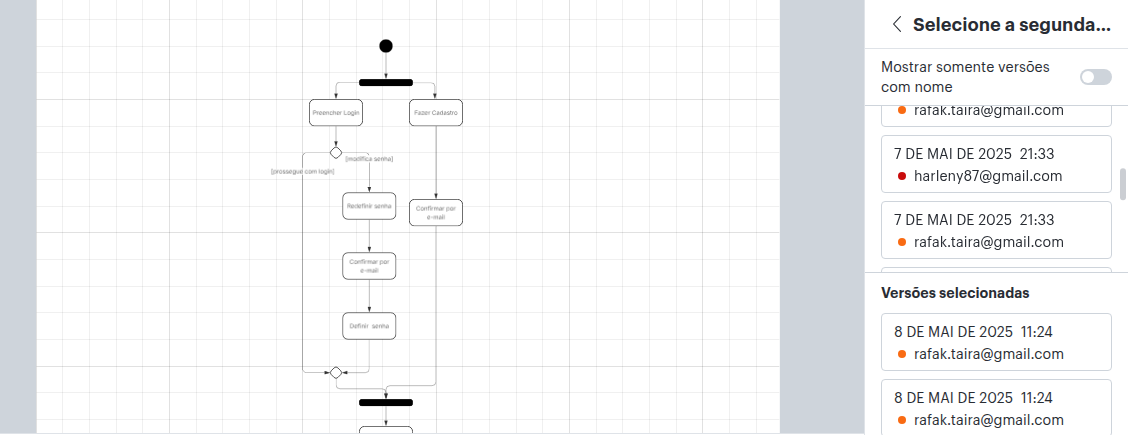 Preencher Login
Fazer Cadastro
[modifica senha]
[prossegue com login]
Redefinir senha
Confirmar por
e-mail
Confirmar por
e-mail
Definir senha
Selecione a segunda...
Mostrar somente versões
com nome
rafak.taira@gmail.com
7 DE MAI DE 2025 21:33
harleny87@gmail.com
7 DE MAI DE 2025 21:33
rafak.taira@gmail.com
Versões selecionadas
8 DE MAI DE 2025 11:24
rafak.taira@gmail.com
8 DE MAI DE 2025 11:24
rafak.taira@gmail.com